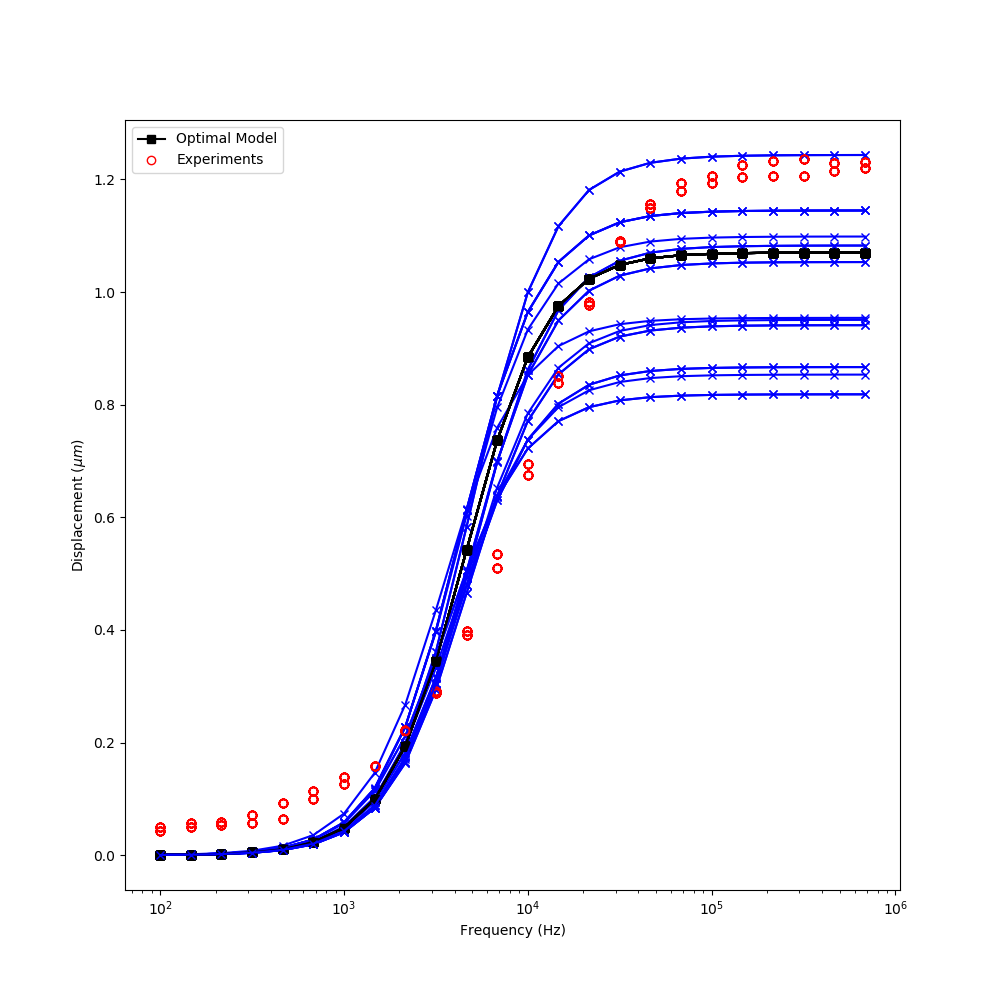 Optimal Model
Experiments
1.2
1.0
0.8
0.6
0.4
0.2
0.0
Displacement (μm)
10² 10³ 10⁴ 10⁵ 10⁶
Frequency (Hz)